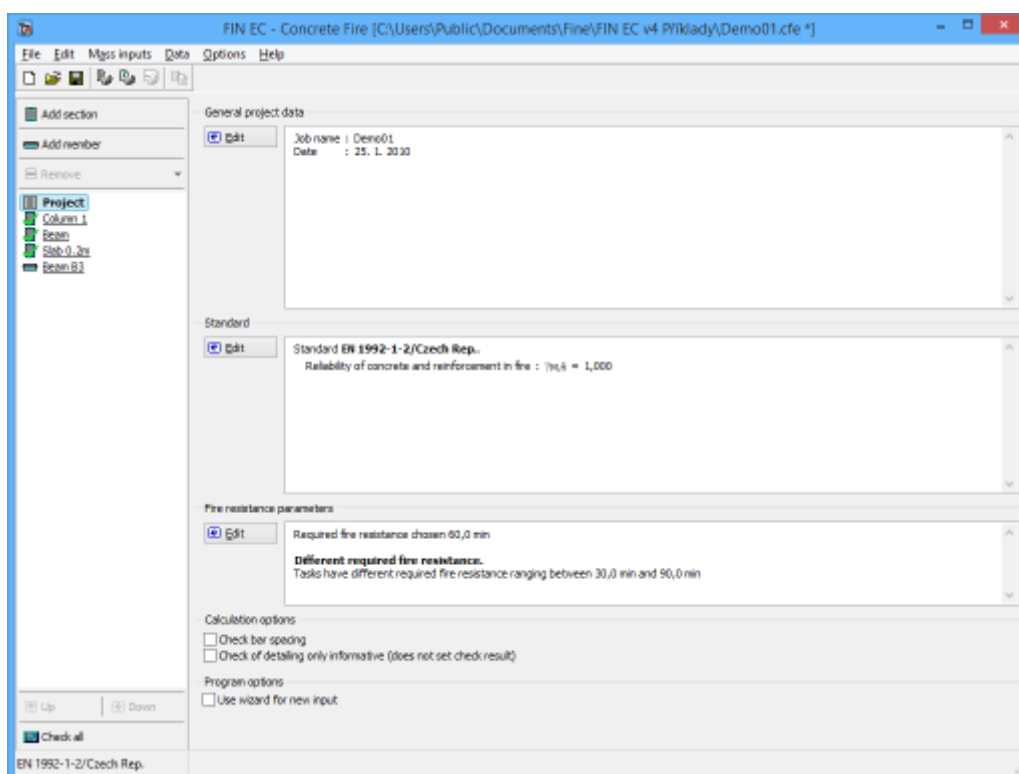 FIN EC - Concrete Fire [C:\Users\Public\Documents\Fine\FIN EC v4 Příklady\Demo01.cfe *]
File Edit Mass inputs Data Options Help
Add section
Add member
Remove
Project
Column 1
Beam
Slab 0.2m
Beam B3
Up Down
Check all
General project data
Edit
Job name : Demo01
Date : 25. 1. 2010
Standard
Edit
Standard EN 1992-1-2/Czech Rep..
Reliability of concrete and reinforcement in fire : = 1,000
Fire resistance parameters
Edit
Required fire resistance chosen 60,0 min
Different required fire resistance.
Tasks have different required fire resistance ranging between 30,0 min and 90,0 min
Calculation options
Check bar spacing
Check of detailing only informative (does not set check result)
Program options
Use wizard for new input
EN 1992-1-2/Czech Rep.